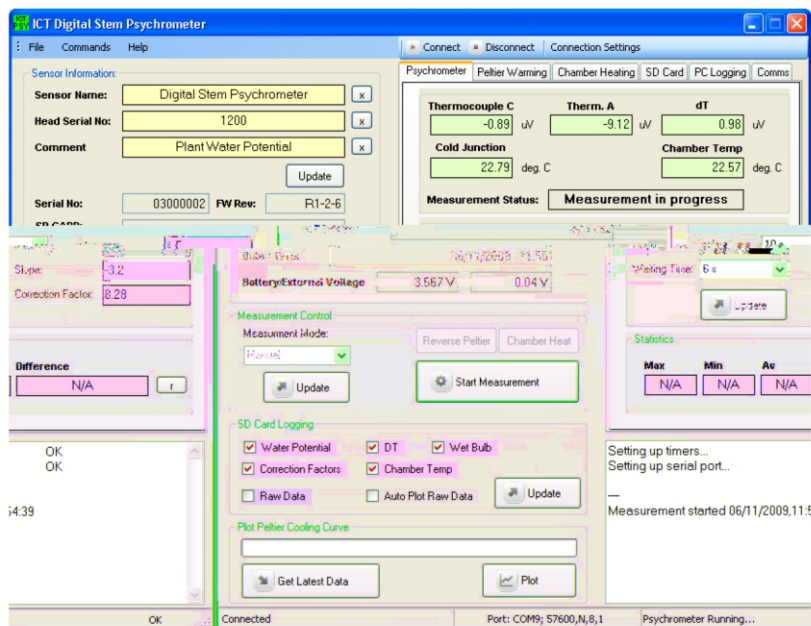 ICT Digital Stem Psychrometer
File Commands Help
Connect Disconnect Connection Settings
Sensor Information:
Sensor Name: Digital Stem Psychrometer x
Head Serial No: 1200 x
Comment Plant Water Potential x
Update
Serial No: 03000002 FW Rev: R1-2-6
Psychrometer Peltier Warning Chamber Heating SD Card PC Logging Comms
Thermocouple C Therm. A dT
-0.89 uV -9.12 uV 0.98 uV
Cold Junction Chamber Temp
22.79 deg. C 22.57 deg. C
Measurement Status: Measurement in progress
Slope: -3.2
Correction Factor: 8.28
Difference
N/A r
OK
OK
54:39
OK
Battery/External Voltage 3.567 V 0.04 V
Measurement Control
Measurment Mode:
Manual
Reverse Peltier Chamber Heat
Update
Start Measurement
SD Card Logging
Water Potential DT Wet Bulb
Correction Factors Chamber Temp
Raw Data Auto Plot Raw Data
Update
Plot Peltier Cooling Curve
Get Latest Data Plot
Waiting Time: 6 s
Update
Statistics
Max Min Av
N/A N/A N/A
Setting up timers...
Setting up serial port...
---
Measurement started 06/11/2009,11:5
Connected Port: COM9; 57600,N,8,1 Psychrometer Running...